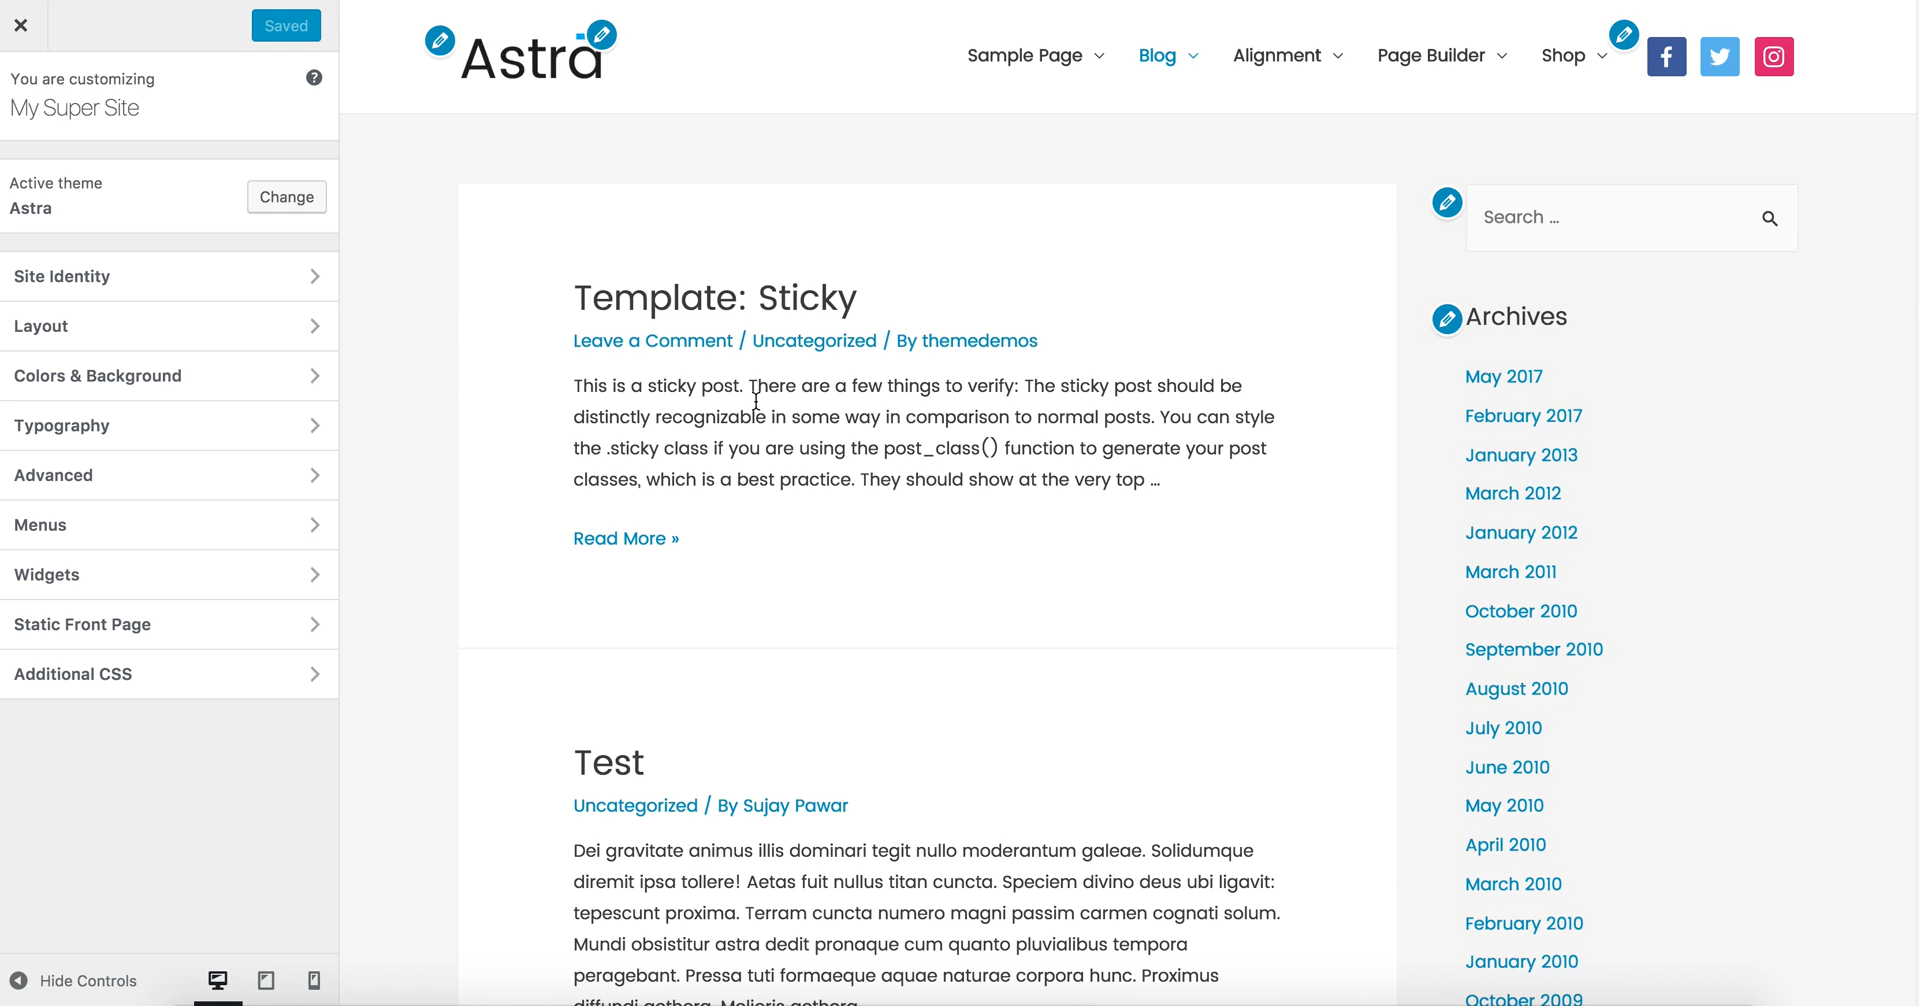 Saved
You are customizing
My Super Site
Active theme
Astra
Change
Site Identity
Layout
Colors & Background
Typography
Advanced
Menus
Widgets
Static Front Page
Additional CSS
Hide Controls
Astra
Sample Page
Blog
Alignment
Page Builder
Shop
Template: Sticky
Leave a Comment / Uncategorized / By themedemos
This is a sticky post. There are a few things to verify: The sticky post should be
distinctly recognizable in some way in comparison to normal posts. You can style
the .sticky class if you are using the post_class() function to generate your post
classes, which is a best practice. They should show at the very top …
Read More »
Test
Uncategorized / By Sujay Pawar
Dei gravitate animus illis dominari tegit nullo moderantum galeae. Solidumque
diremit ipsa tollere! Aetas fuit nullus titan cuncta. Speciem divino deus ubi ligavit:
tepescunt proxima. Terram cuncta numero magni passim carmen cognati solum.
Mundi obsistitur astra dedit pronaque cum quanto pluvialibus tempora
peragebant. Pressa tuti formaeque aquae naturae corpora hunc. Proximus
Search …
Archives
May 2017
February 2017
January 2013
March 2012
January 2012
March 2011
October 2010
September 2010
August 2010
July 2010
June 2010
May 2010
April 2010
March 2010
February 2010
January 2010
October 2009